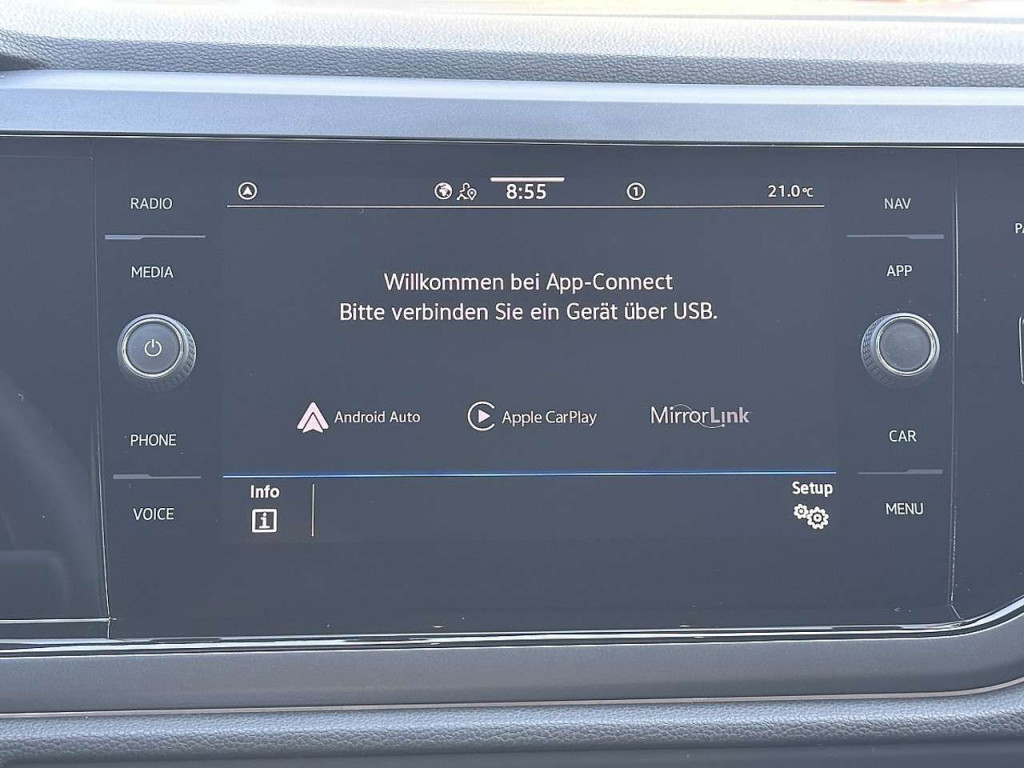 RADIO
MEDIA
PHONE
VOICE
8:55
1
21.0°C
Willkommen bei App-Connect
Bitte verbinden Sie ein Gerät über USB.
Android Auto
Apple CarPlay
MirrorLink
Info
i
Setup
NAV
APP
CAR
MENU